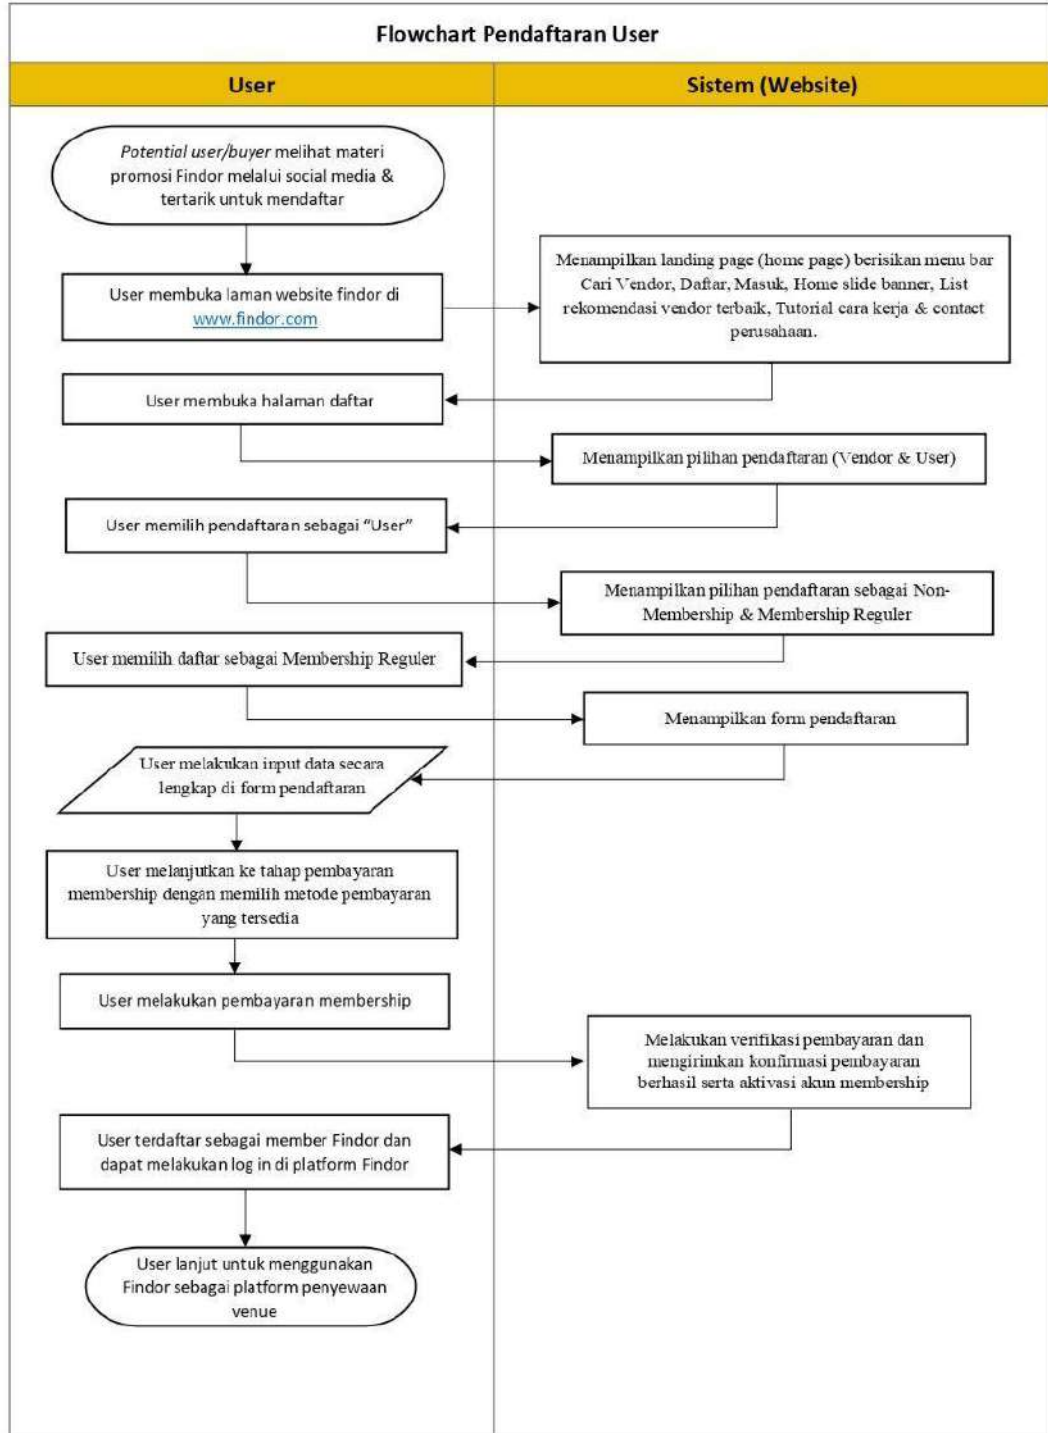 Flowchart Pendaftaran User
User
Sistem (Website)
Potential user/buyer melihat materi
promosi Findor melalui social media &
tertarik untuk mendaftar
User membuka laman website findor di
www.findor.com
Menampilkan landing page (home page) berisikan menu bar
Cari Vendor, Daftar, Masuk, Home slide banner, List
rekomendasi vendor terbaik, Tutorial cara kerja & contact
perusahaan.
User membuka halaman daftar
Menampilkan pilihan pendaftaran (Vendor & User)
User memilih pendaftaran sebagai “User”
Menampilkan pilihan pendaftaran sebagai Non-
Membership & Membership Reguler
User memilih daftar sebagai Membership Reguler
Menampilkan form pendaftaran
User melakukan input data secara
lengkap di form pendaftaran
User melanjutkan ke tahap pembayaran
membership dengan memilih metode pembayaran
yang tersedia
User melakukan pembayaran membership
Melakukan verifikasi pembayaran dan
mengirimkan konfirmasi pembayaran
berhasil serta aktivasi akun membership
User terdaftar sebagai member Findor dan
dapat melakukan log in di platform Findor
User lanjut untuk menggunakan
Findor sebagai platform penyewaan
venue